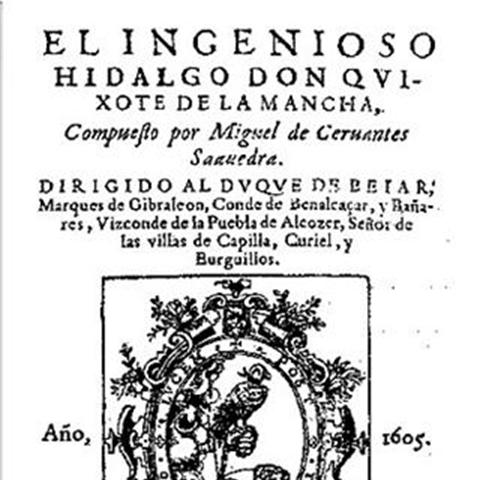 EL INGENIOSO
HIDALGO DON QVI-
XOTE DE LA MANCHA,
Compuesto por Miguel de Ceruantes
Saauedra.
DIRIGIDO AL DVQVE DE BEIAR,
Marques de Gibraleon, Conde de Benalcaçar, y Baña-
res, Vizconde de la Puebla de Alcozer, Señor de
las villas de Capilla, Curiel, y
Burguillos.
Año, 1605.